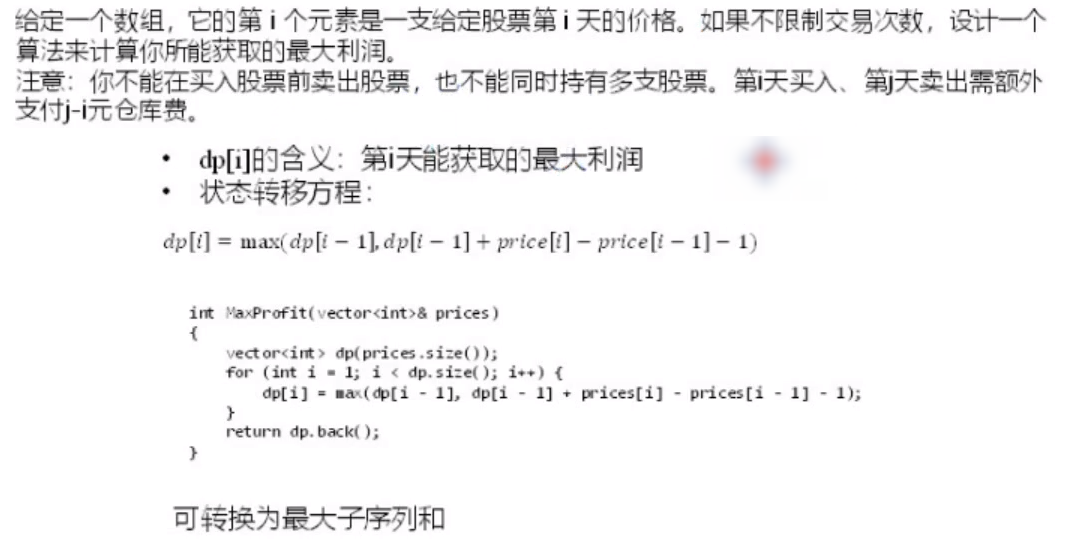 给定一个数组，它的第 i 个元素是一支给定股票第 i 天的价格。如果不限制交易次数，设计一个
算法来计算你所能获取的最大利润。
注意：你不能在买入股票前卖出股票，也不能同时持有多支股票。第i天买入、第j天卖出需额外
支付j-i元仓库费。
• dp[i]的含义：第i天能获取的最大利润
• 状态转移方程：
dp[i] = max(dp[i − 1], dp[i − 1] + price[i] − price[i − 1] − 1)
int MaxProfit(vector<int>& prices)
{
    vector<int> dp(prices.size());
    for (int i = 1; i < dp.size(); i++) {
        dp[i] = max(dp[i - 1], dp[i - 1] + prices[i] - prices[i - 1] - 1);
    }
    return dp.back();
}
可转换为最大子序列和